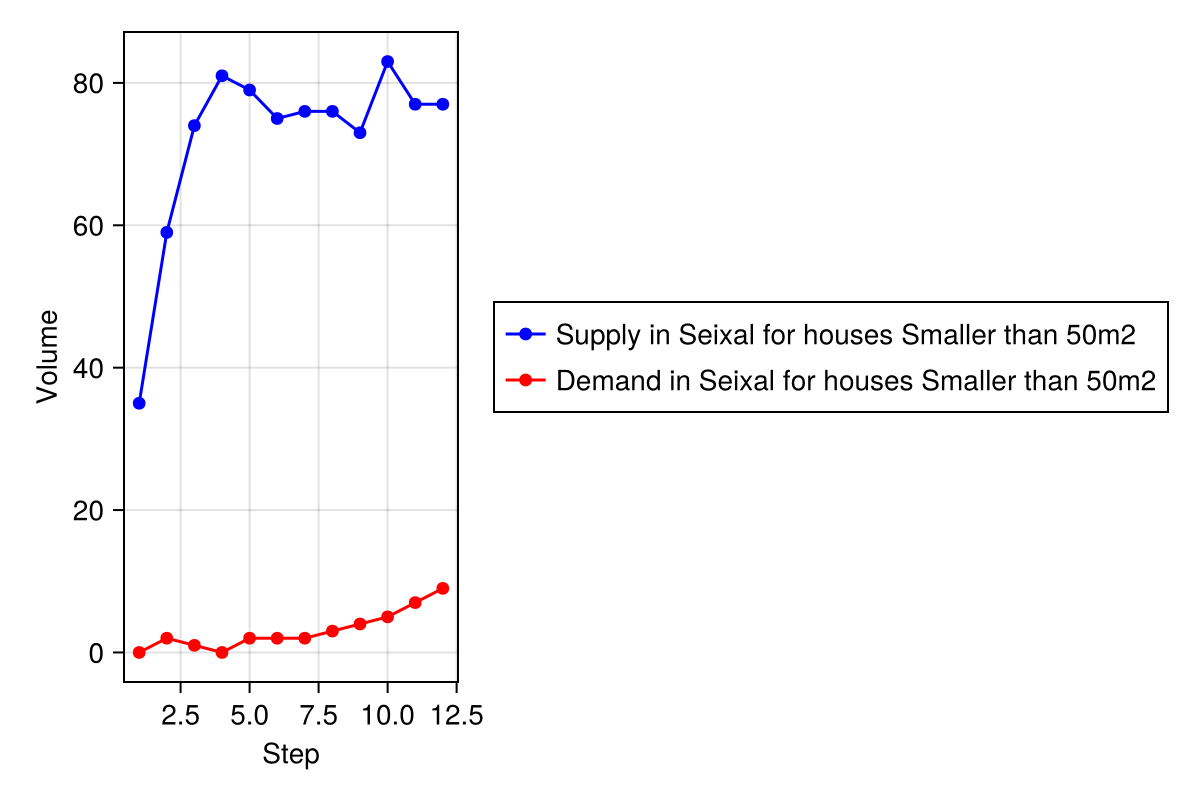 80
60
40
20
0
Volume
2.5 5.0 7.5 10.0 12.5
Step
Supply in Seixal for houses Smaller than 50m2
Demand in Seixal for houses Smaller than 50m2